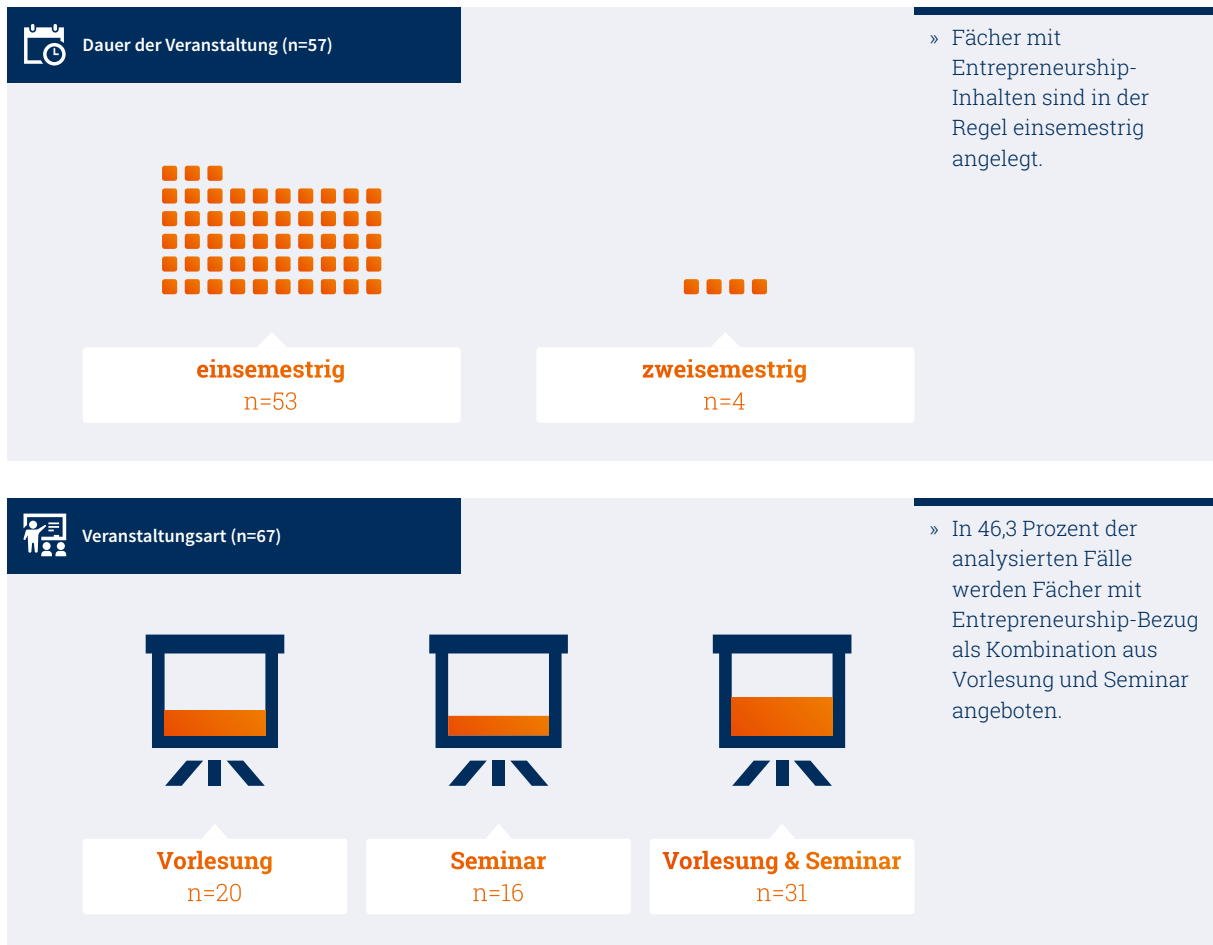 Dauer der Veranstaltung (n=57)
» Fächer mit
Entrepreneurship-
Inhalten sind in der
Regel einsemestrig
angelegt.
einsemestrig
n=53
zweisemestrig
n=4
Veranstaltungsart (n=67)
» In 46,3 Prozent der
analysierten Fälle
werden Fächer mit
Entrepreneurship-Bezug
als Kombination aus
Vorlesung und Seminar
angeboten.
Vorlesung
n=20
Seminar
n=16
Vorlesung & Seminar
n=31